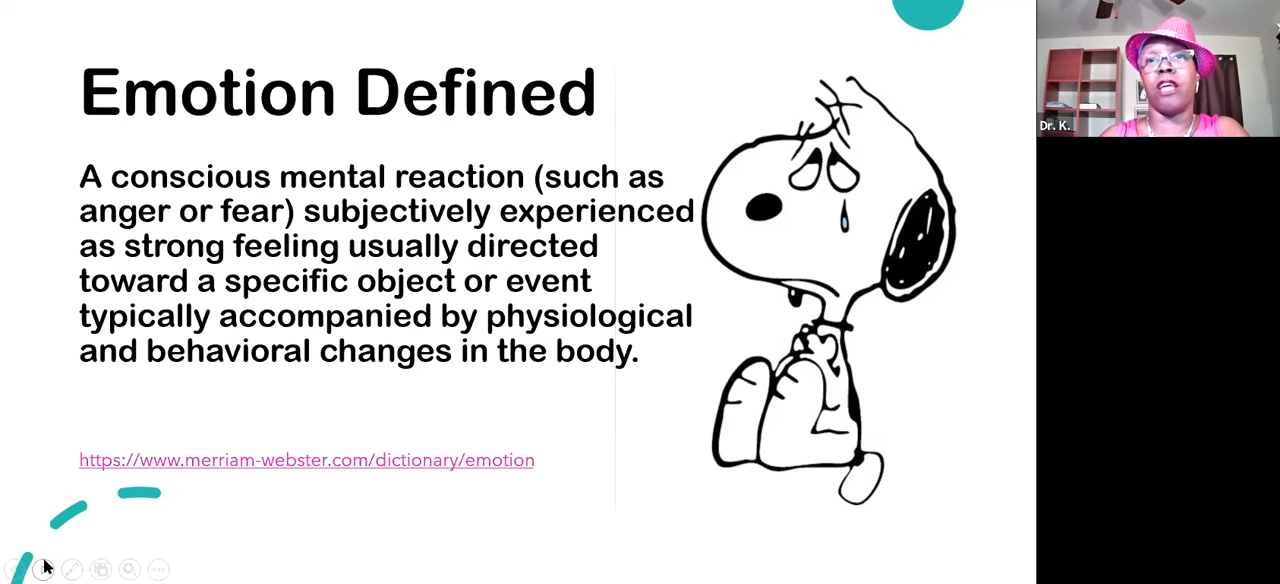 Emotion Defined
A conscious mental reaction (such as
anger or fear) subjectively experienced
as strong feeling usually directed
toward a specific object or event
typically accompanied by physiological
and behavioral changes in the body.
https://www.merriam-webster.com/dictionary/emotion
Dr. K.